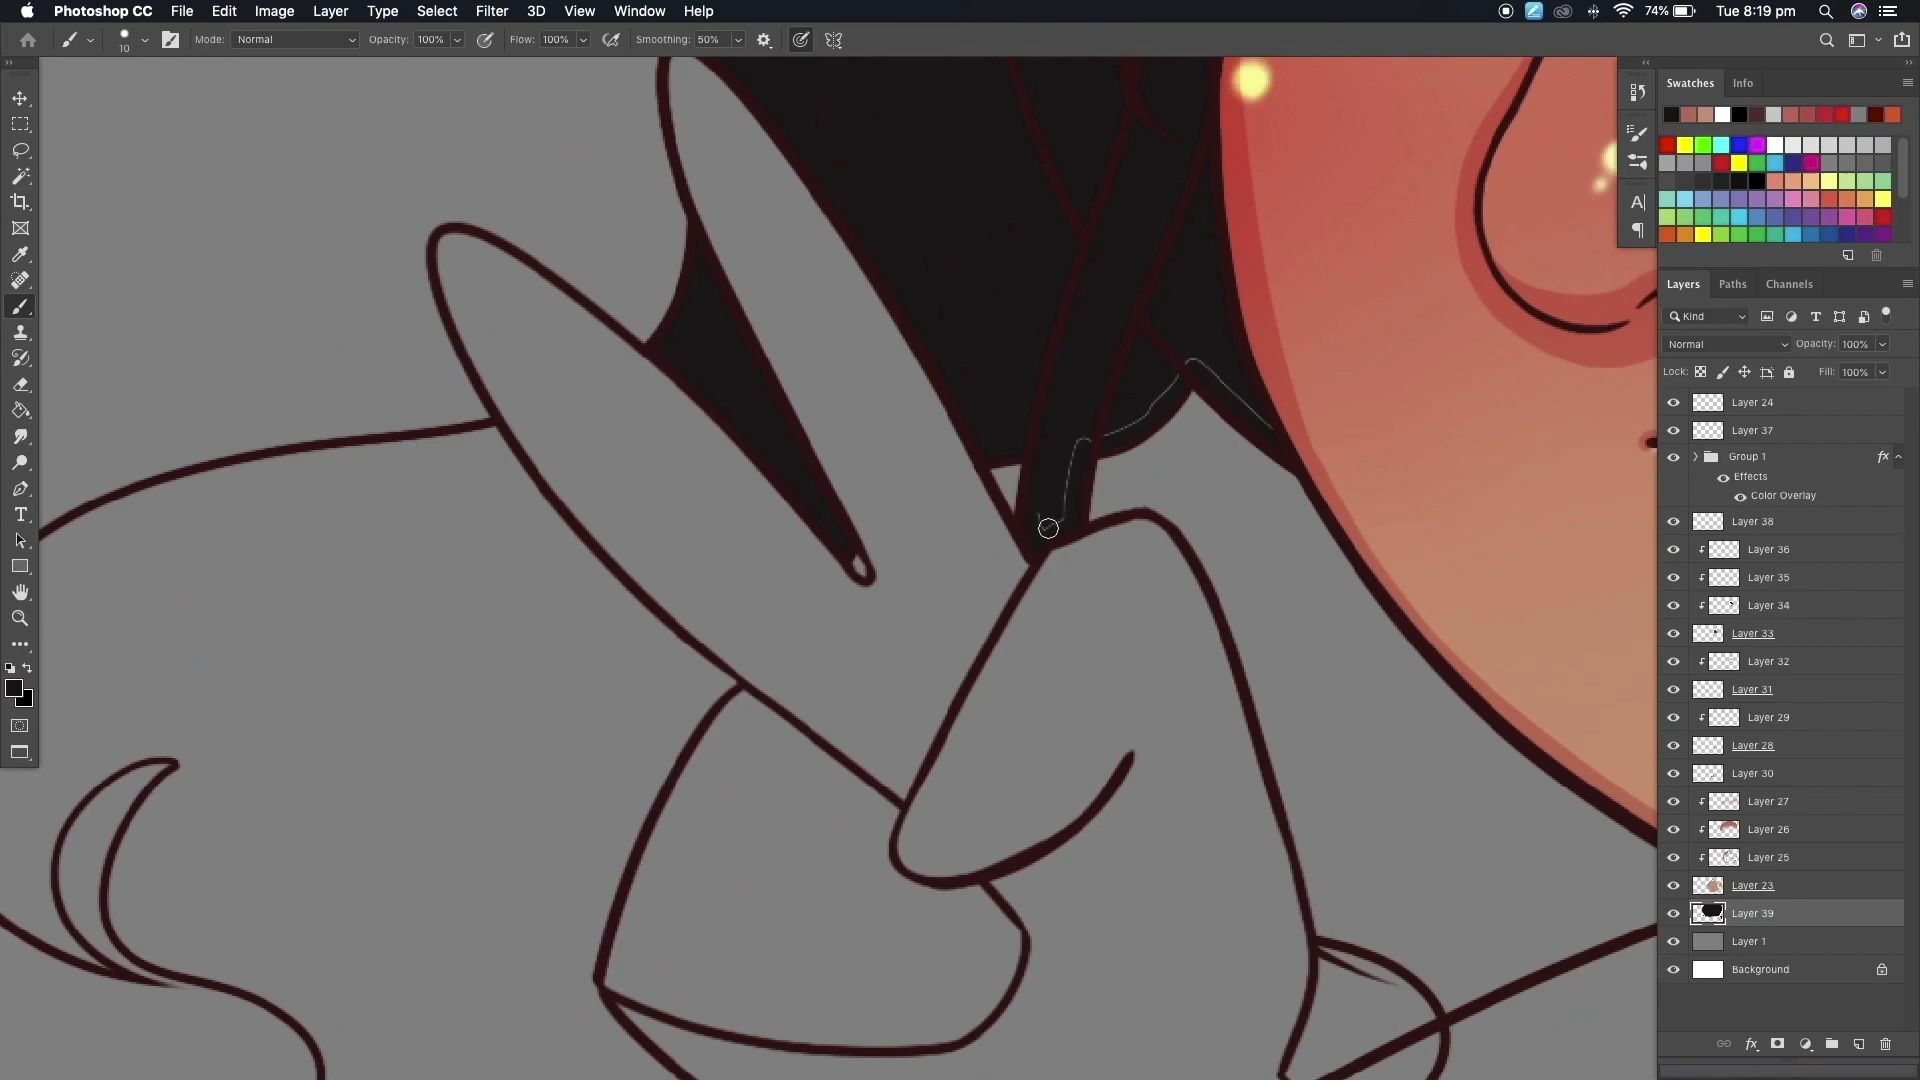 Photoshop CC File Edit Image Layer Type Select Filter 3D View Window Help 74% Tue 8:19 pm
10 Mode: Normal Opacity: 100% Flow: 100% Smoothing: 50%
Swatches Info
Layers Paths Channels
Kind
Normal Opacity: 100%
Lock: Fill: 100%
Layer 24
Layer 37
Group 1 fx
Effects
Color Overlay
Layer 38
Layer 36
Layer 35
Layer 34
Layer 33
Layer 32
Layer 31
Layer 29
Layer 28
Layer 30
Layer 27
Layer 26
Layer 25
Layer 23
Layer 39
Layer 1
Background
fx